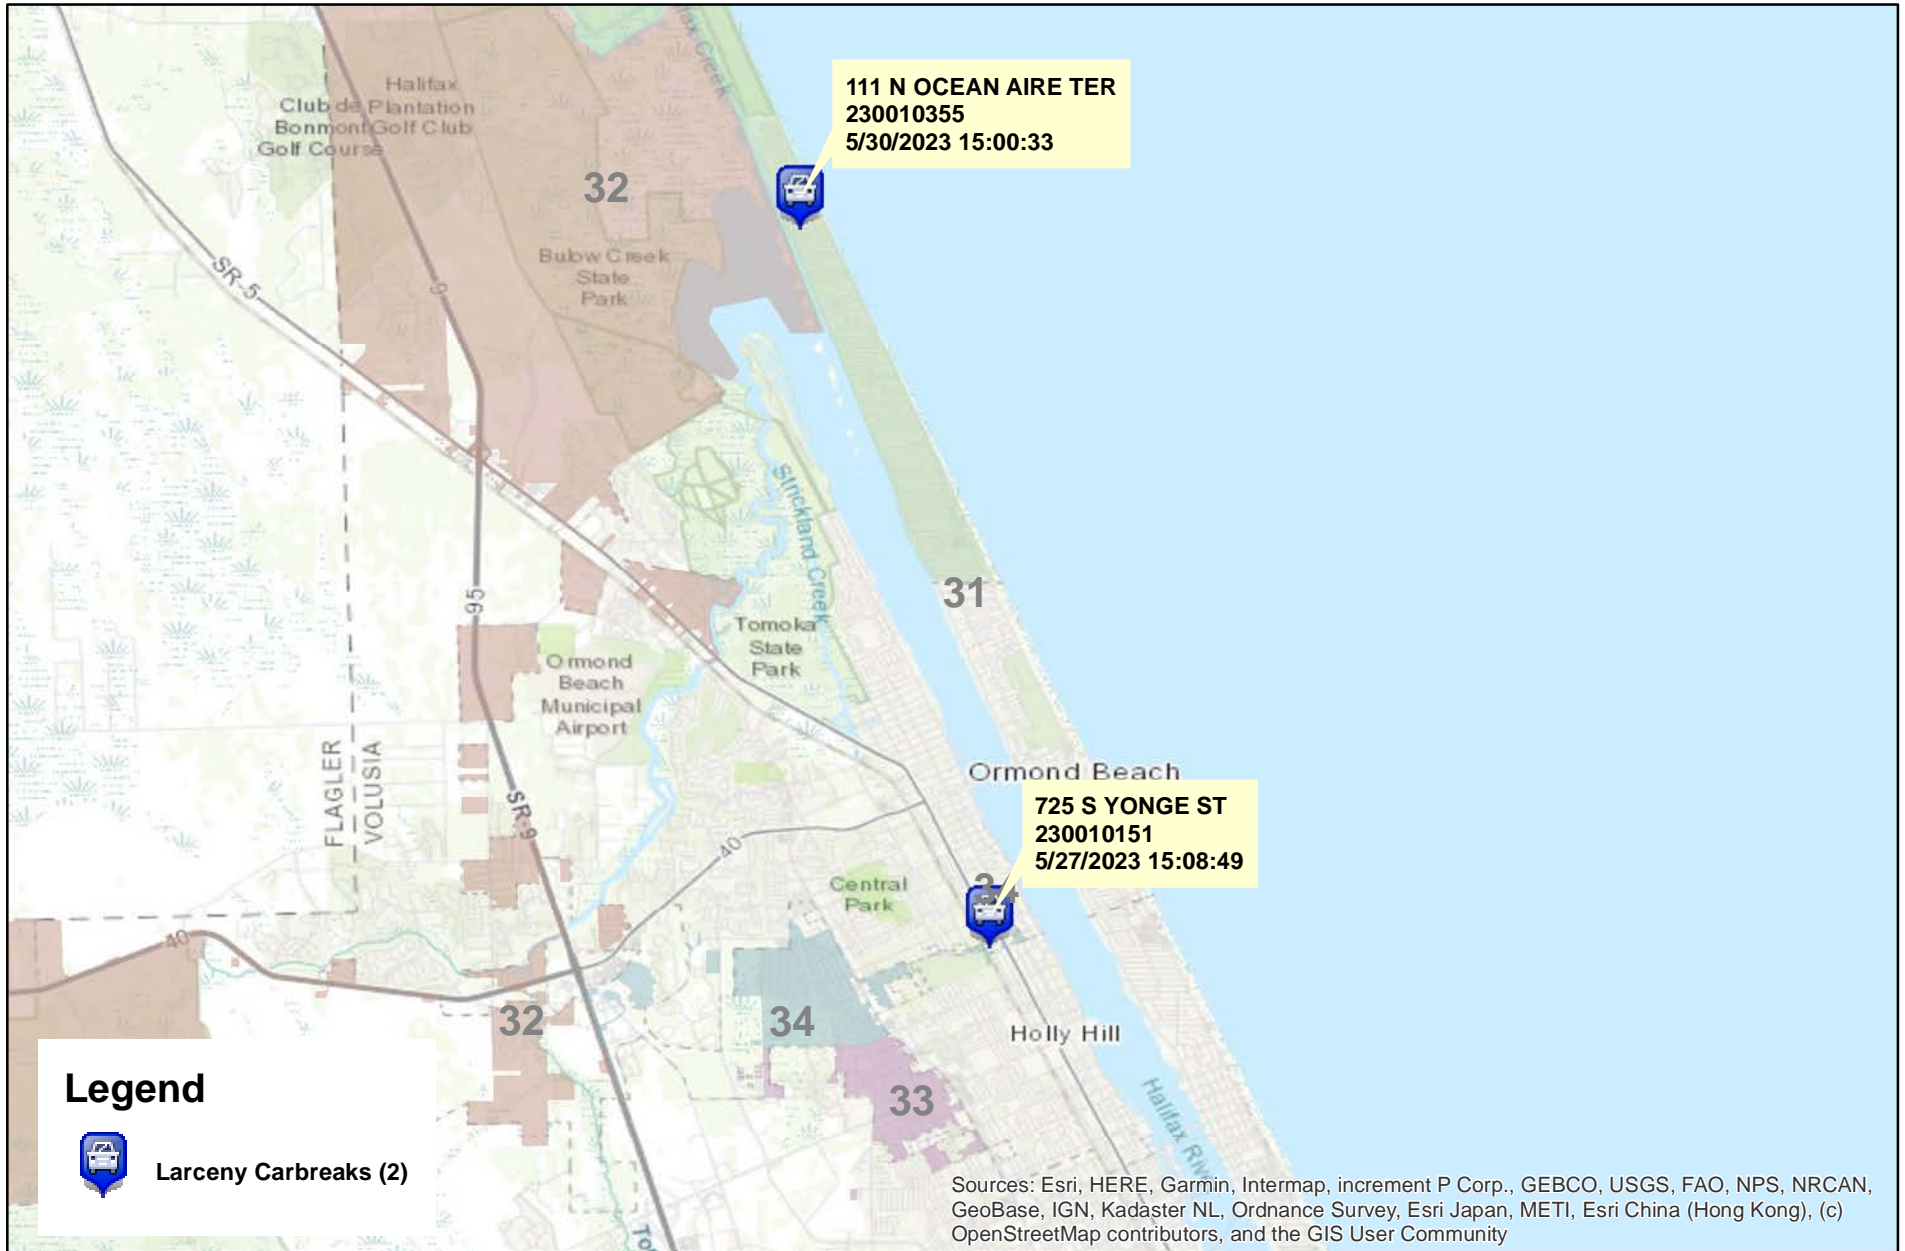 Halifax Creek
111 N OCEAN AIRE TER
230010355
5/30/2023 15:00:33
Halifax
Plantation
Golf Club
Club de
Bonmont
Golf Course
32
Bulow Creek
State
Park
SR-5
9
Strickland Creek
95
31
Tomoka
State
Park
Ormond
Beach
Municipal
Airport
FLAGLER
VOLUSIA
SR-9
Ormond Beach
725 S YONGE ST
230010151
5/27/2023 15:08:49
40
Central
Park
34
40
32
34
Holly Hill
33
Halifax River
Legend
Larceny Carbreaks (2)
Sources: Esri, HERE, Garmin, Intermap, increment P Corp., GEBCO, USGS, FAO, NPS, NRCAN,
GeoBase, IGN, Kadaster NL, Ordnance Survey, Esri Japan, METI, Esri China (Hong Kong), (c)
OpenStreetMap contributors, and the GIS User Community